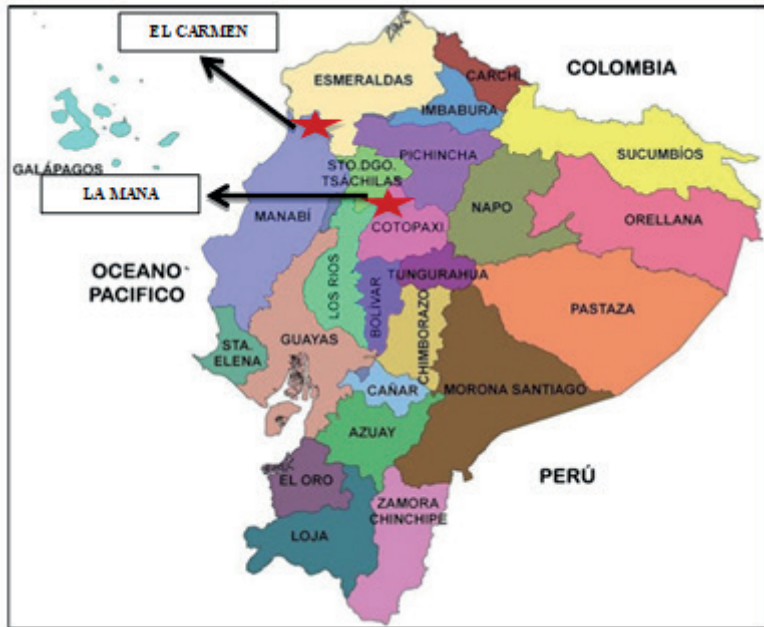 EL CARMEN
ESMERALDAS
CARCHI
COLOMBIA
IMBABURA
PICHINCHA
SUCUMBÍOS
GALÁPAGOS
STO.DGO.
TSÁCHILAS
LA MANA
MANABÍ
NAPO
ORELLANA
COTOPAXI
OCEANO
PACIFICO
LOS RIOS
TUNGURAHUA
BOLIVAR
PASTAZA
CHIMBORAZO
STA.
ELENA
GUAYAS
CAÑAR
MORONA SANTIAGO
AZUAY
PERÚ
EL ORO
ZAMORA
CHINCHIPE
LOJA